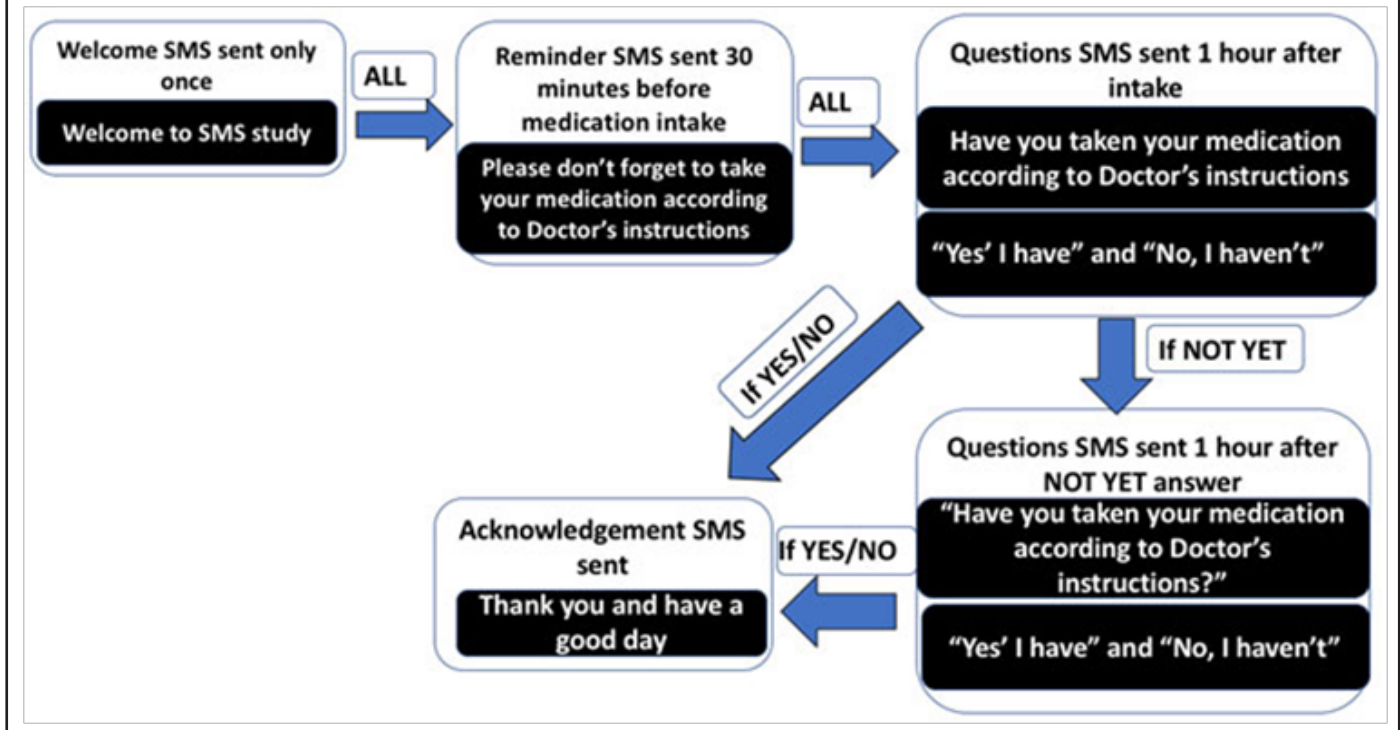 Welcome SMS sent only
once
Welcome to SMS study
ALL
Reminder SMS sent 30
minutes before
medication intake
Please don’t forget to take
your medication according
to Doctor’s instructions
ALL
Questions SMS sent 1 hour after
intake
Have you taken your medication
according to Doctor’s instructions
“Yes’ I have” and “No, I haven’t”
If YES/NO
If NOT YET
Questions SMS sent 1 hour after
NOT YET answer
“Have you taken your medication
according to Doctor’s
instructions?”
“Yes’ I have” and “No, I haven’t”
If YES/NO
Acknowledgement SMS
sent
Thank you and have a
good day